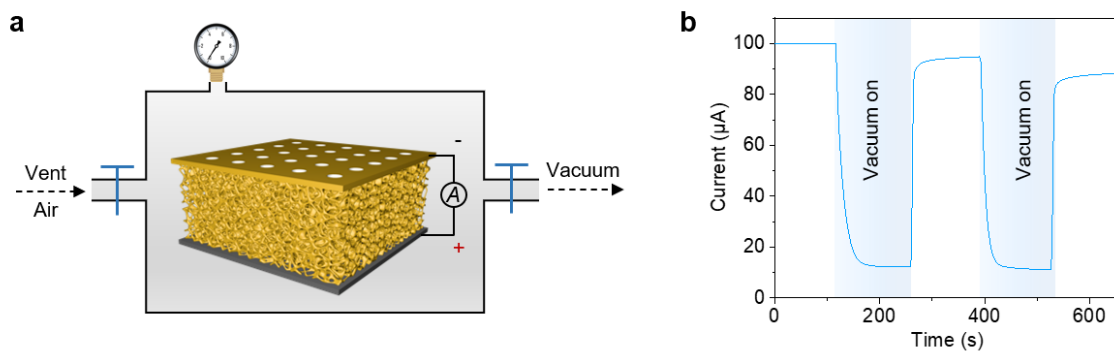 a
Vent
Air
-
A
+
Vacuum
b
Current (µA)
100
80
60
40
20
0
Vacuum on
Vacuum on
0
200
400
600
Time (s)